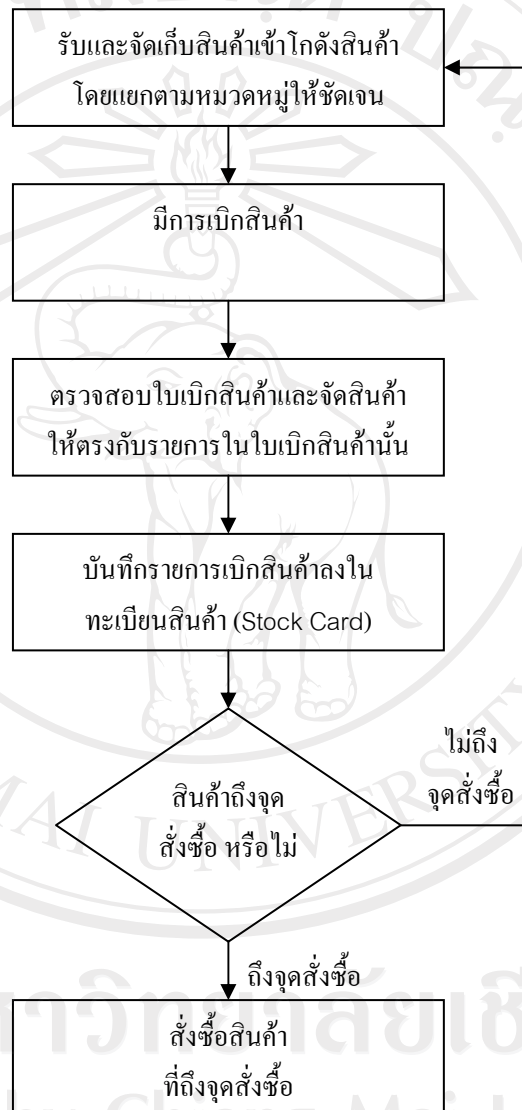 รับและจัดเก็บสินค้าเข้าโกดังสินค้า
โดยแยกตามหมวดหมู่ให้ชัดเจน
มีการเบิกสินค้า
ตรวจสอบใบเบิกสินค้าและจัดสินค้า
ให้ตรงกับรายการในใบเบิกสินค้านั้น
บันทึกรายการเบิกสินค้าลงใน
ทะเบียนสินค้า (Stock Card)
ไม่ถึง
จุดสั่งซื้อ
สินค้าถึงจุด
สั่งซื้อ หรือไม่
MAI UNIVERSITY
ถึงจุดสั่งซื้อ
สั่งซื้อสินค้า
ที่ถึงจุดสั่งซื้อ